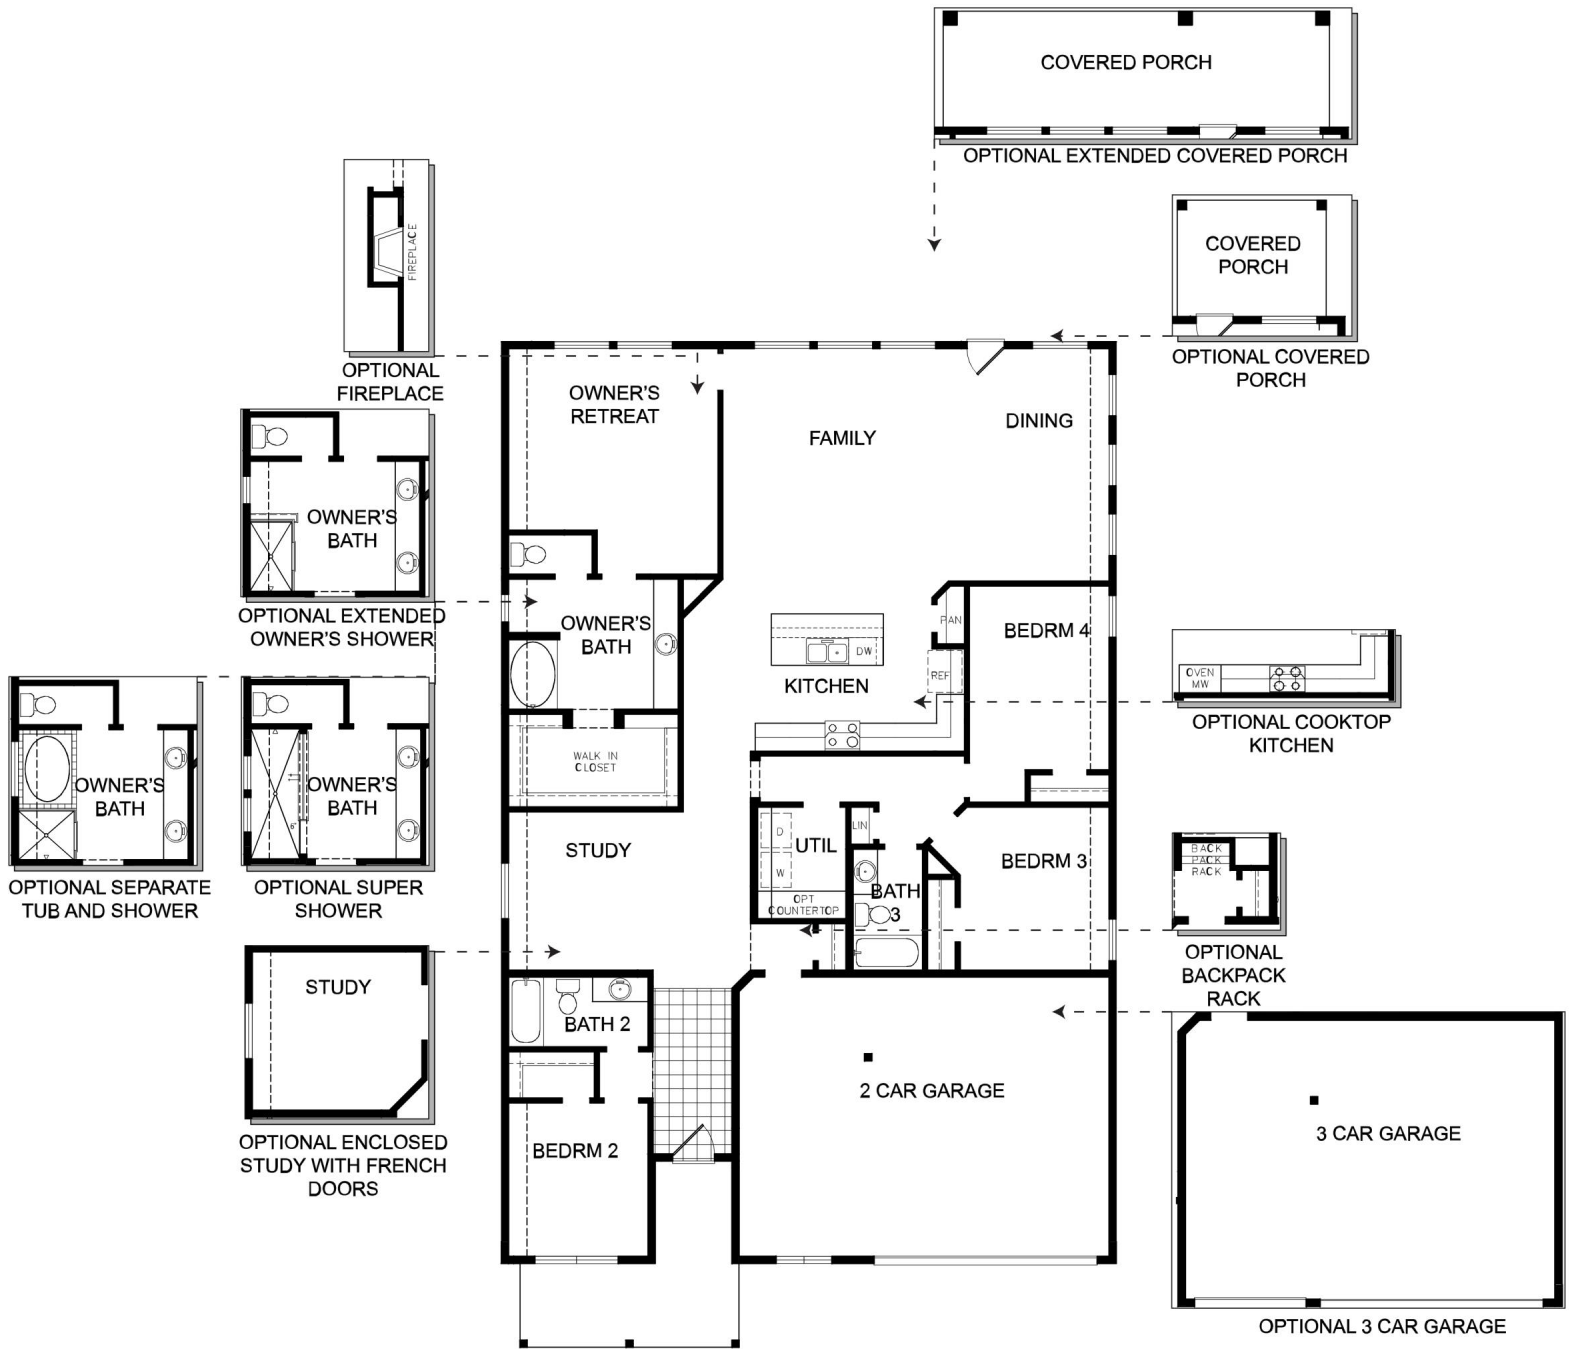 COVERED PORCH
OPTIONAL EXTENDED COVERED PORCH
COVERED
PORCH
OPTIONAL COVERED
PORCH
FIREPLACE
OPTIONAL
FIREPLACE
OWNER'S
RETREAT
FAMILY
DINING
OWNER'S
BATH
OPTIONAL EXTENDED
OWNER'S SHOWER
OWNER'S
BATH
PAN
BEDRM 4
DW
REF
KITCHEN
OVEN
MW
OPTIONAL COOKTOP
KITCHEN
OWNER'S
BATH
OPTIONAL SEPARATE
TUB AND SHOWER
OWNER'S
BATH
6"
OPTIONAL SUPER
SHOWER
WALK IN
CLOSET
STUDY
D
W
UTIL
LIN
OPT
COUNTERTOP
BATH
3
BEDRM 3
BACK
PACK
RACK
OPTIONAL
BACKPACK
RACK
STUDY
OPTIONAL ENCLOSED
STUDY WITH FRENCH
DOORS
BATH 2
BEDRM 2
2 CAR GARAGE
3 CAR GARAGE
OPTIONAL 3 CAR GARAGE